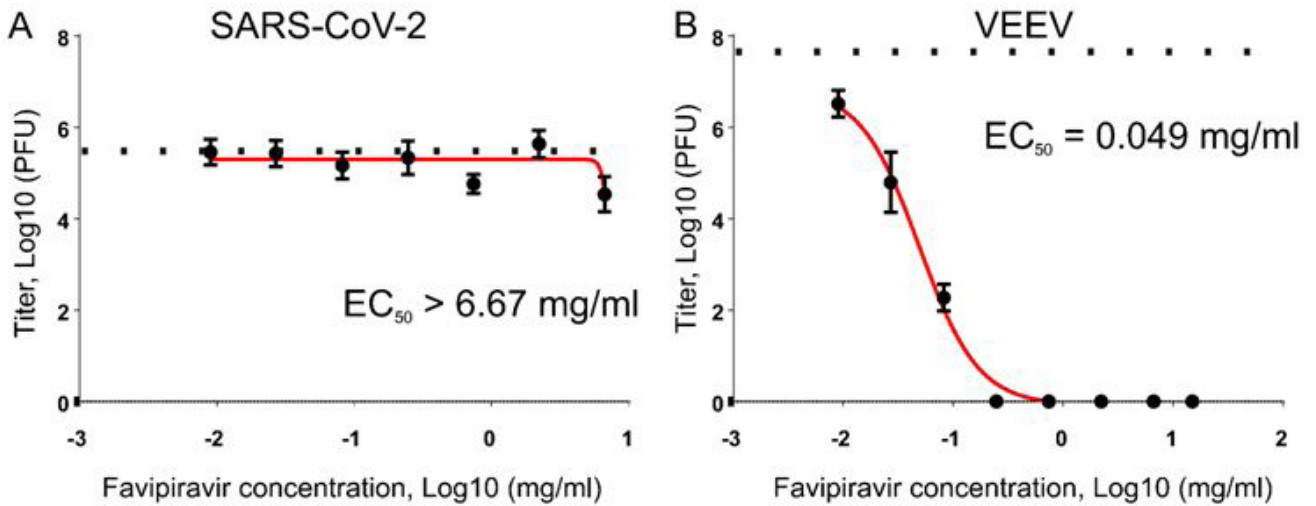 A SARS-CoV-2
8
6
4
2
0
-3 -2 -1 0 1
Titer, Log10 (PFU)
EC₅₀ > 6.67 mg/ml
Favipiravir concentration, Log10 (mg/ml)
B VEEV
8
6
4
2
0
-3 -2 -1 0 1 2
Titer, Log10 (PFU)
EC₅₀ = 0.049 mg/ml
Favipiravir concentration, Log10 (mg/ml)